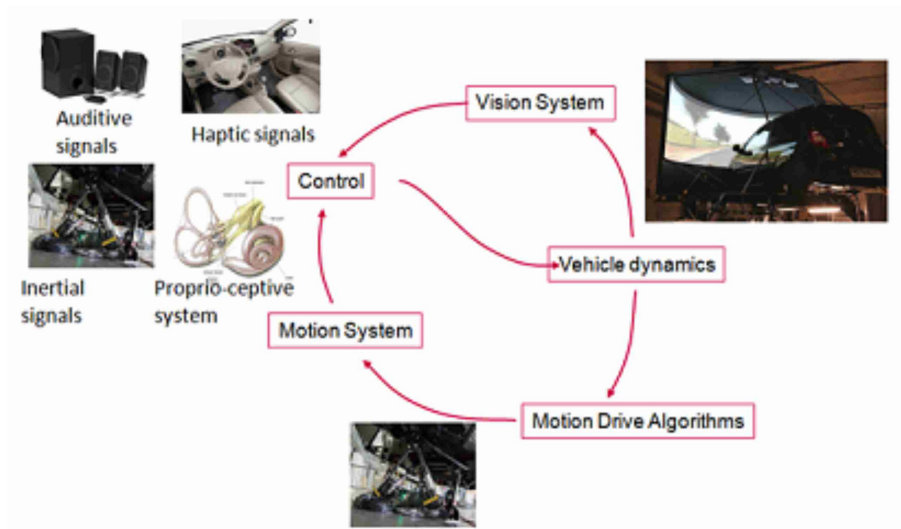 Auditive
signals
Haptic signals
Vision System
Control
Vehicle dynamics
Inertial
signals
Proprio-ceptive
system
Motion System
Motion Drive Algorithms